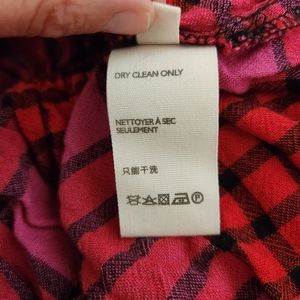 DRY CLEAN ONLY
NETTOYER À SEC
SEULEMENT
只能干洗